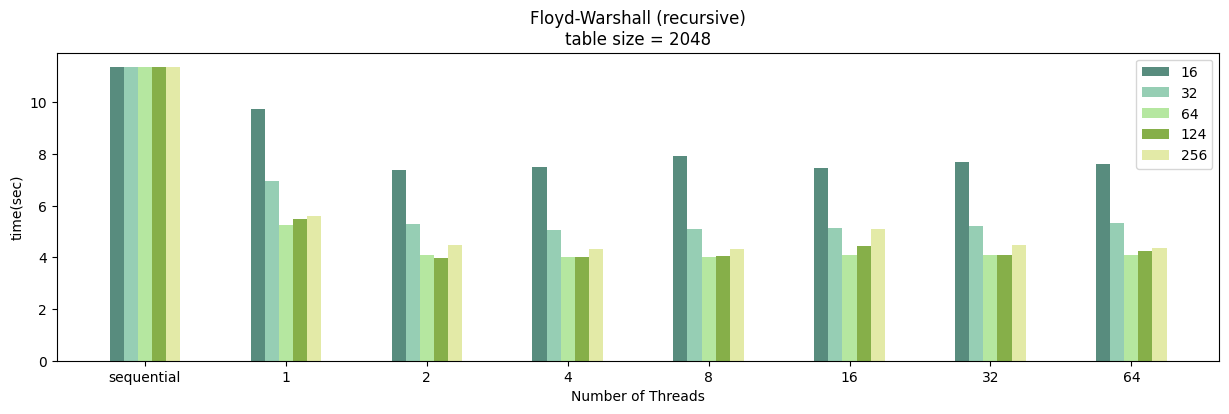 Floyd-Warshall (recursive)
table size = 2048
16
32
64
124
256
time(sec)
10
8
6
4
2
0
sequential 1 2 4 8 16 32 64
Number of Threads